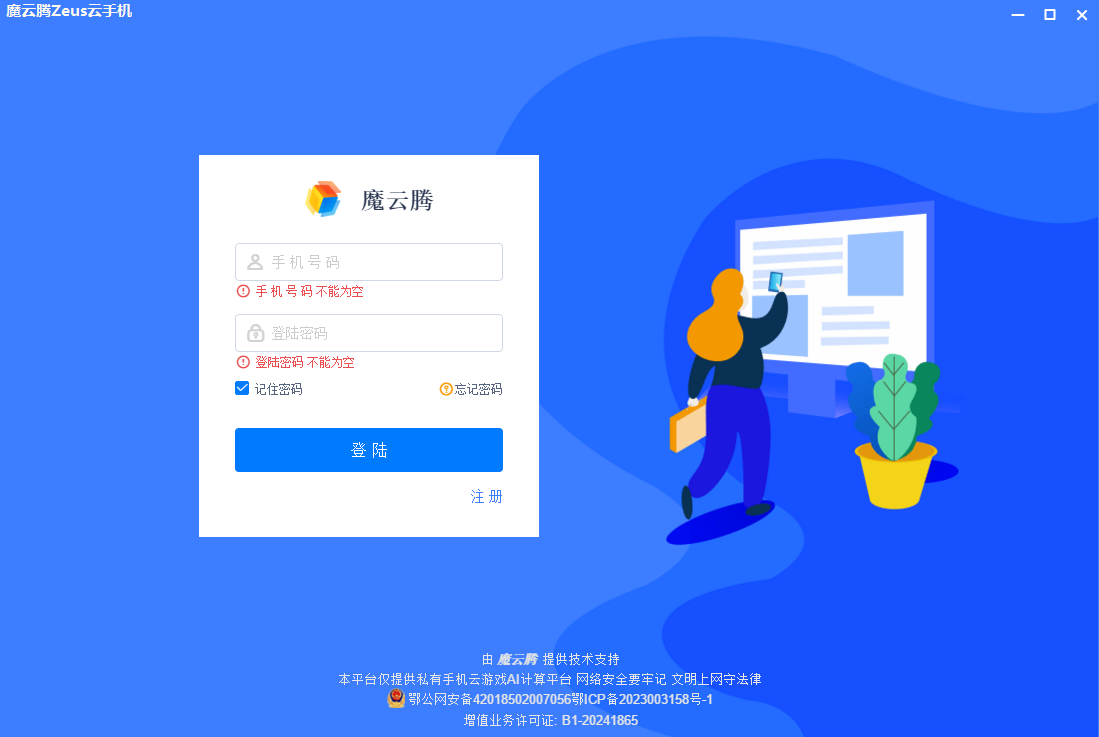 魔云腾Zeus云手机
魔云腾
手 机 号 码
手 机 号 码 不能为空
登陆密码
登陆密码 不能为空
记住密码
忘记密码
登 陆
注 册
由 魔云腾 提供技术支持
本平台仅提供私有手机云游戏AI计算平台 网络安全要牢记 文明上网守法律
鄂公网安备42018502007056鄂ICP备2023003158号-1
增值业务许可证: B1-20241865